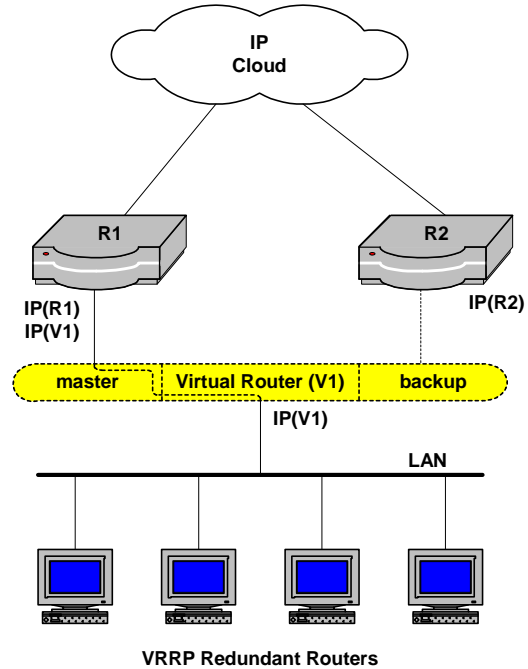 IP
Cloud
R1
R2
IP(R1)
IP(V1)
IP(R2)
master
Virtual Router (V1)
backup
IP(V1)
LAN
VRRP Redundant Routers